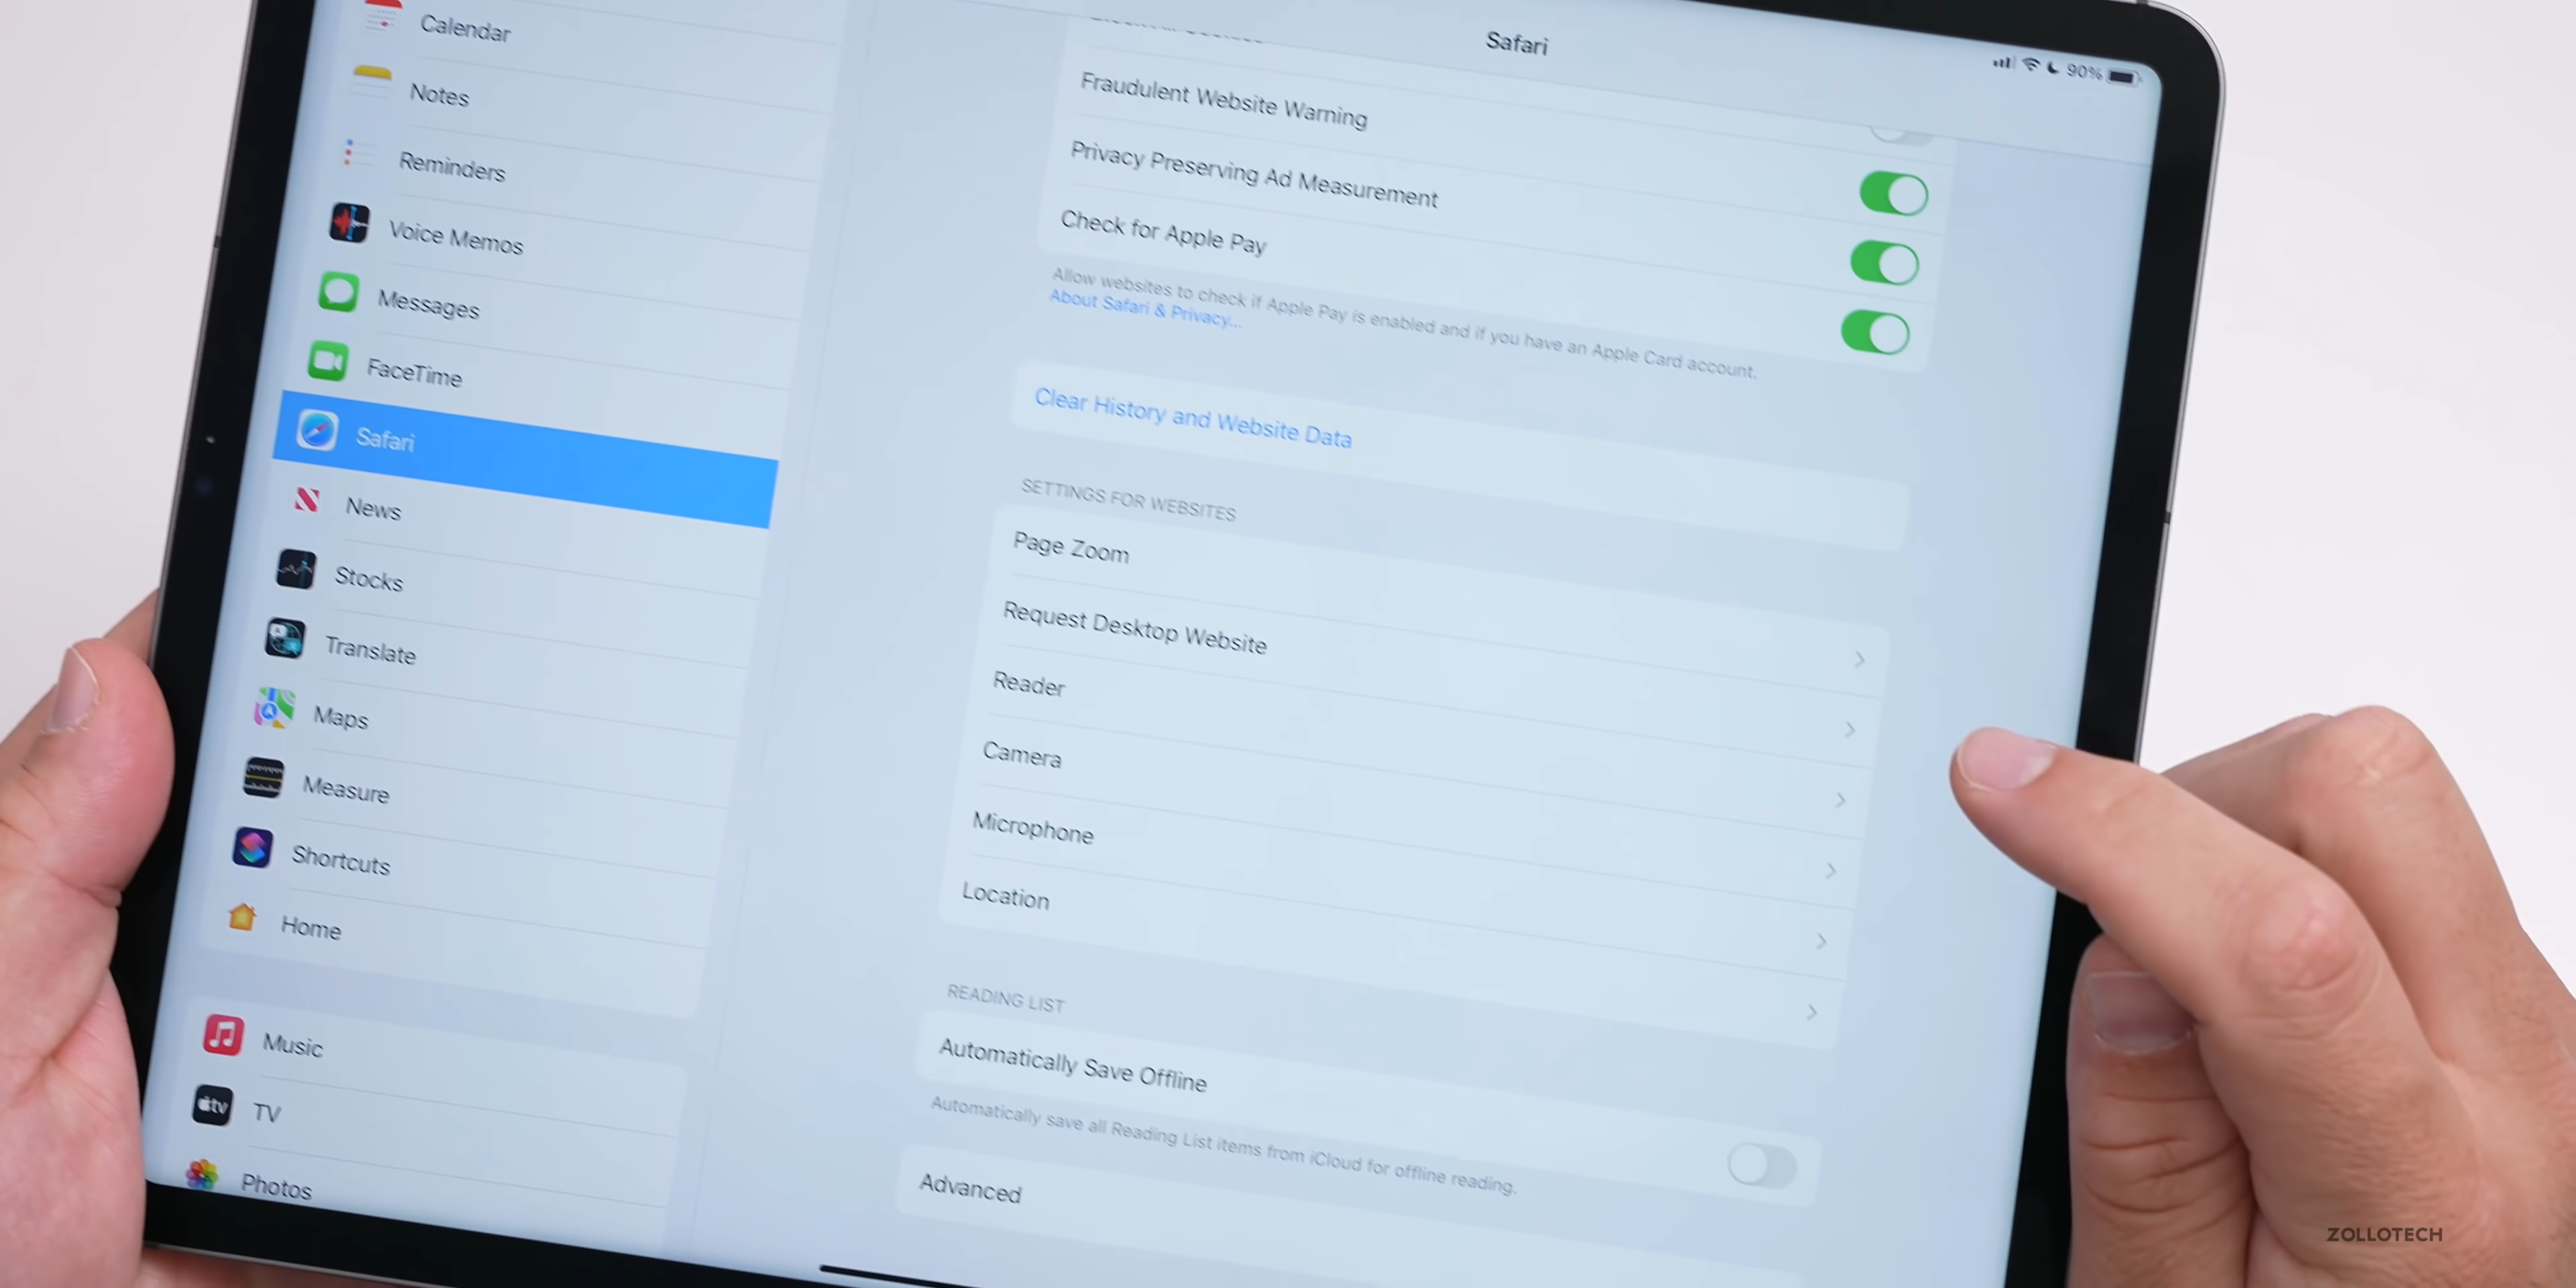 Safari
90%
Calendar
Notes
Reminders
Voice Memos
Messages
FaceTime
Safari
News
Stocks
Translate
Maps
Measure
Shortcuts
Home
Music
tv
TV
Photos
Fraudulent Website Warning
Privacy Preserving Ad Measurement
Check for Apple Pay
Allow websites to check if Apple Pay is enabled and if you have an Apple Card account.
About Safari & Privacy...
Clear History and Website Data
SETTINGS FOR WEBSITES
Page Zoom
Request Desktop Website
Reader
Camera
Microphone
Location
READING LIST
Automatically Save Offline
Automatically save all Reading List items from iCloud for offline reading.
Advanced
ZOLLOTECH